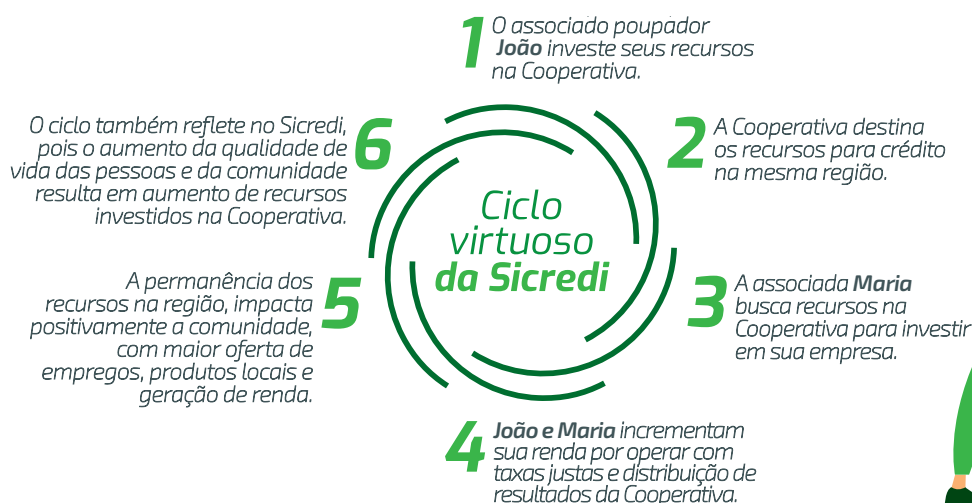 1
O associado poupador
João investe seus recursos
na Cooperativa.
2
A Cooperativa destina
os recursos para crédito
na mesma região.
3
A associada Maria
busca recursos na
Cooperativa para investir
em sua empresa.
4
João e Maria incrementam
sua renda por operar com
taxas justas e distribuição de
resultados da Cooperativa.
5
A permanência dos
recursos na região, impacta
positivamente a comunidade,
com maior oferta de
empregos, produtos locais e
geração de renda.
6
O ciclo também reflete no Sicredi,
pois o aumento da qualidade de
vida das pessoas e da comunidade
resulta em aumento de recursos
investidos na Cooperativa.
Ciclo
virtuoso
da Sicredi